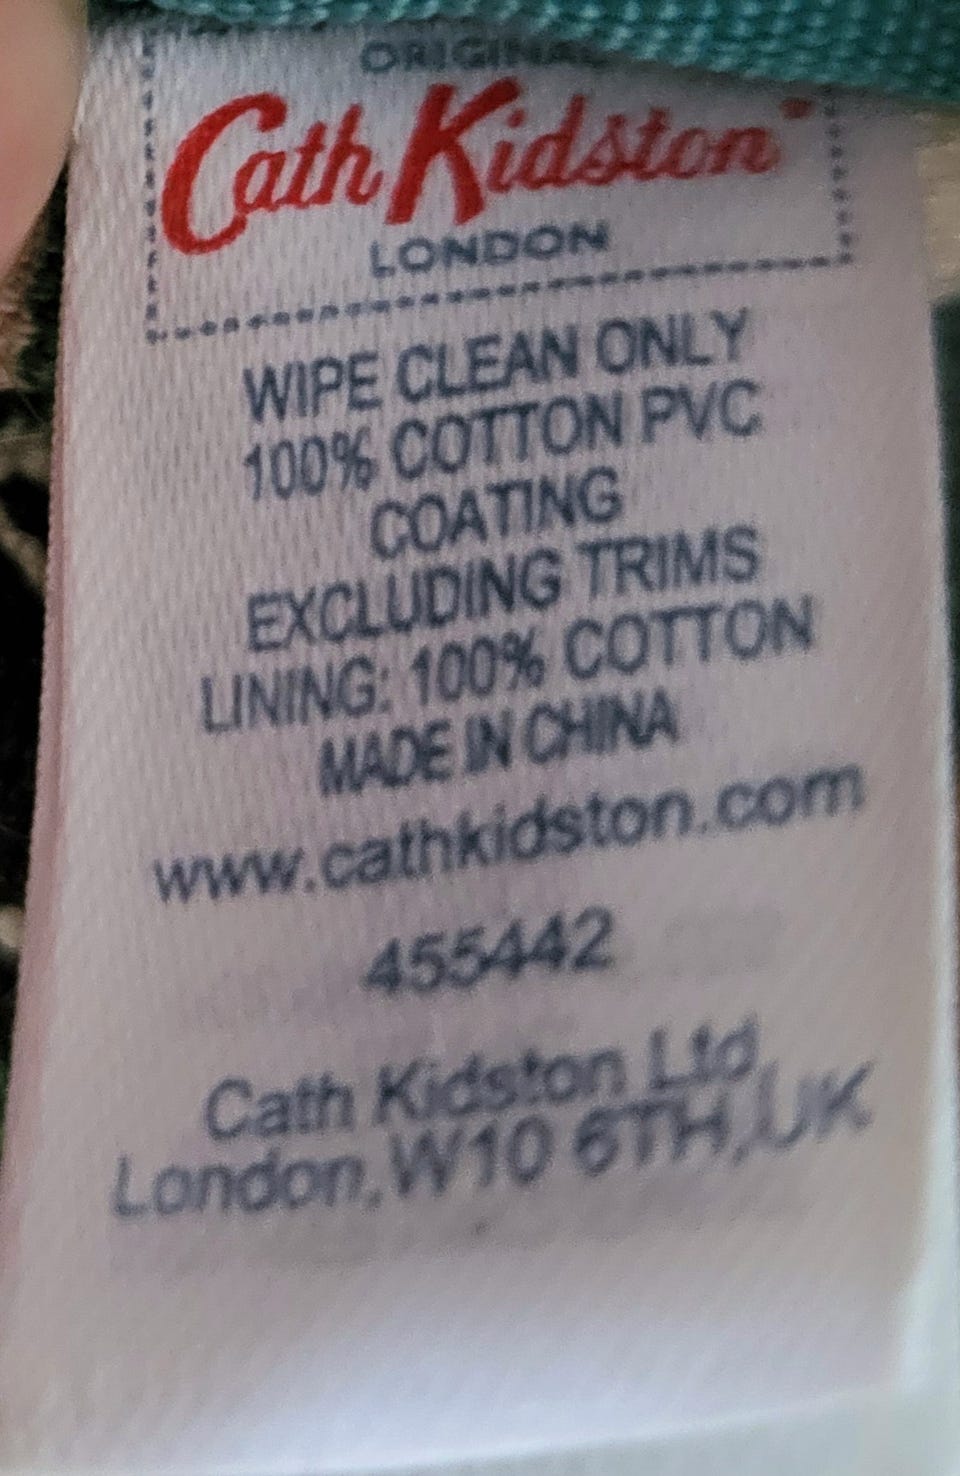 ORIGINAL
Cath Kidston
LONDON
WIPE CLEAN ONLY
100% COTTON PVC
COATING
EXCLUDING TRIMS
LINING: 100% COTTON
MADE IN CHINA
www.cathkidston.com
455442
Cath Kidston Ltd,
London, W10 6TH, UK